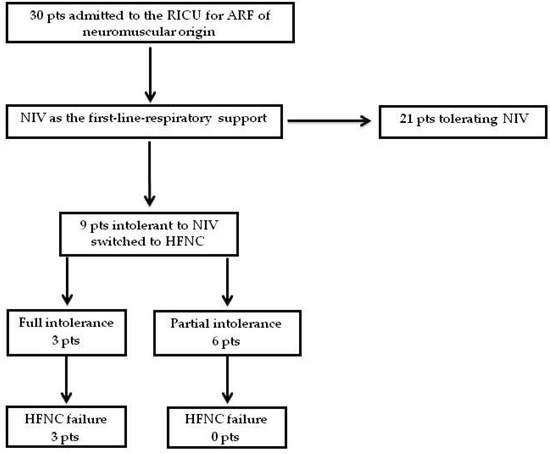 30 pts admitted to the RICU for ARF of
neuromuscular origin
NIV as the first-line-respiratory support
21 pts tolerating NIV
9 pts intolerant to NIV
switched to HFNC
Full intolerance
3 pts
Partial intolerance
6 pts
HFNC failure
3 pts
HFNC failure
0 pts